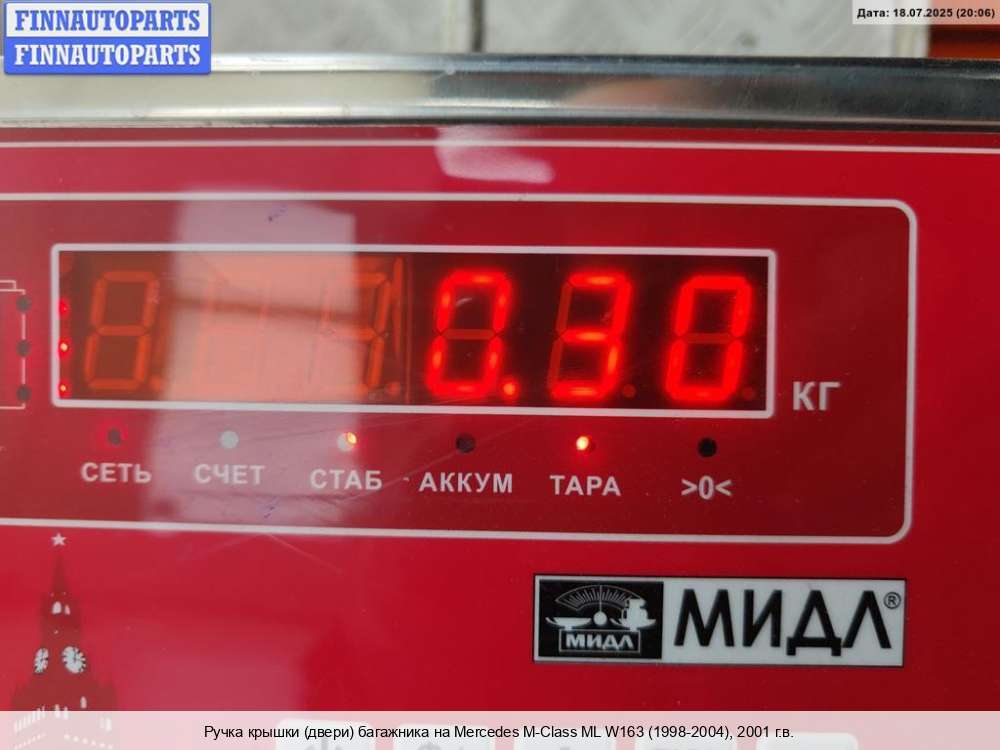 FINNAUTOPARTS
FINNAUTOPARTS
Дата: 18.07.2025 (20:06)
0.30
КГ
СЕТЬ СЧЕТ СТАБ АККУМ ТАРА >0<
МИДЛ МИДЛ®
Ручка крышки (двери) багажника на Mercedes M-Class ML W163 (1998-2004), 2001 г.в.